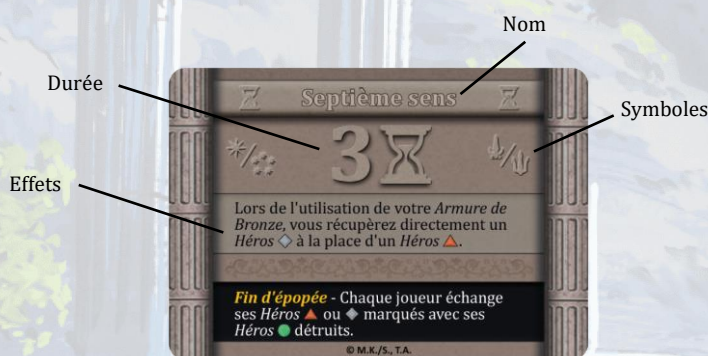 Nom
Durée
Septième sens
Symboles
3
Effets
Lors de l'utilisation de votre Armure de
Bronze, vous récupèrez directement un
Héros à la place d'un Héros .
Fin d'épopée - Chaque joueur échange
ses Héros ou marqués avec ses
Héros détruits.
© M.K./S., T.A.